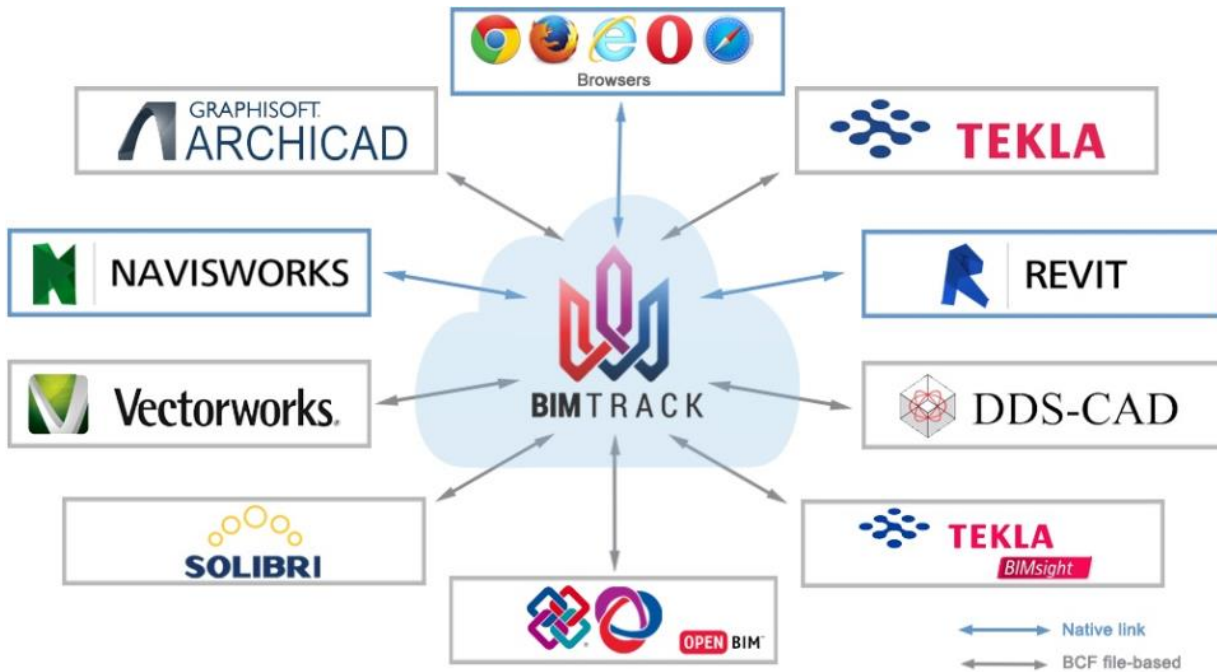 Browsers
GRAPHISOFT.
ARCHICAD
TEKLA
NAVISWORKS
REVIT
BIMTRACK
Vectorworks.
DDS-CAD
SOLIBRI
TEKLA
BIMsight
OPEN BIM™
®
Native link
BCF file-based